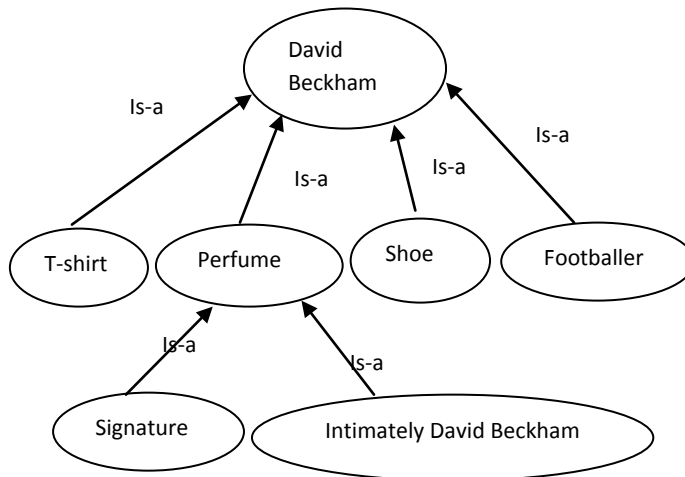 David
Beckham
Is-a
Is-a
Is-a
Is-a
T-shirt
Perfume
Shoe
Footballer
Is-a
Is-a
Signature
Intimately David Beckham